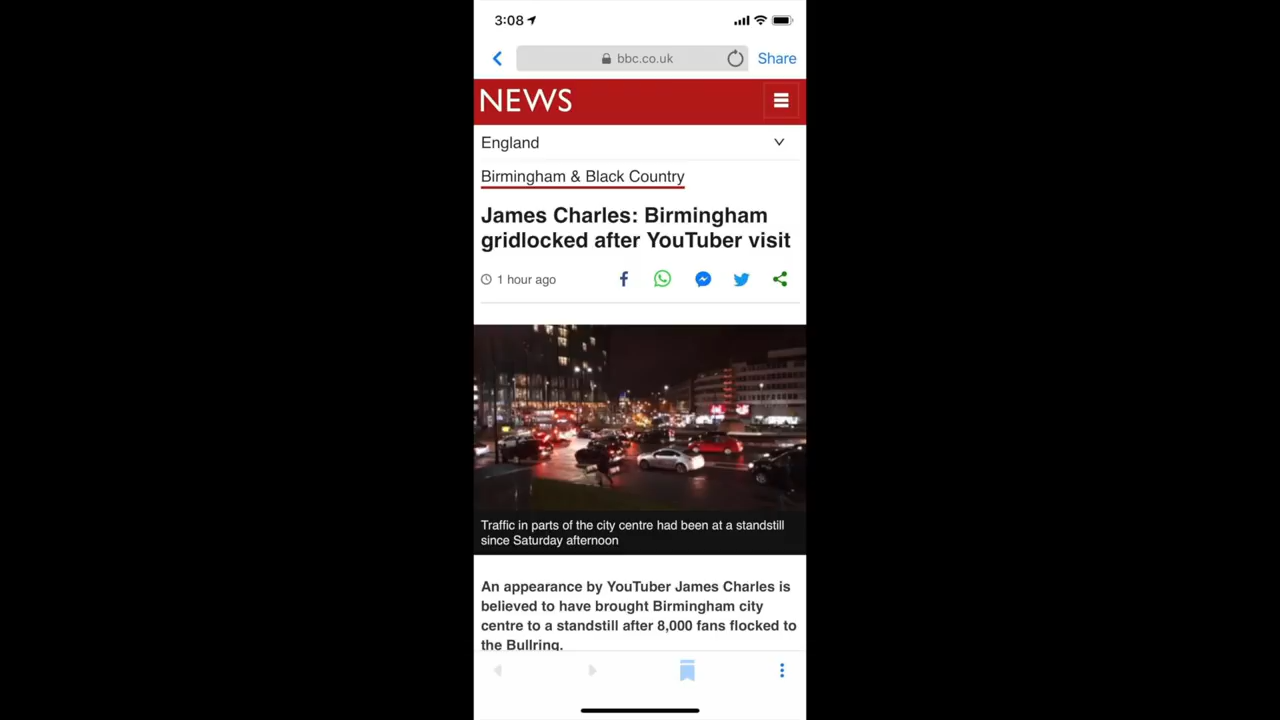 3:08
bbc.co.uk
Share
NEWS
England
Birmingham & Black Country
James Charles: Birmingham
gridlocked after YouTuber visit
1 hour ago
Traffic in parts of the city centre had been at a standstill
since Saturday afternoon
An appearance by YouTuber James Charles is
believed to have brought Birmingham city
centre to a standstill after 8,000 fans flocked to
the Bullring.